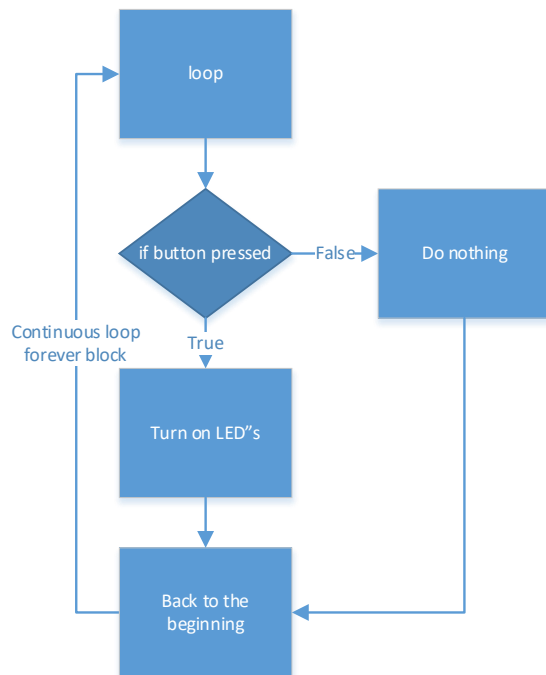 loop
if button pressed
False
Do nothing
True
Continuous loop
forever block
Turn on LED”s
Back to the
beginning